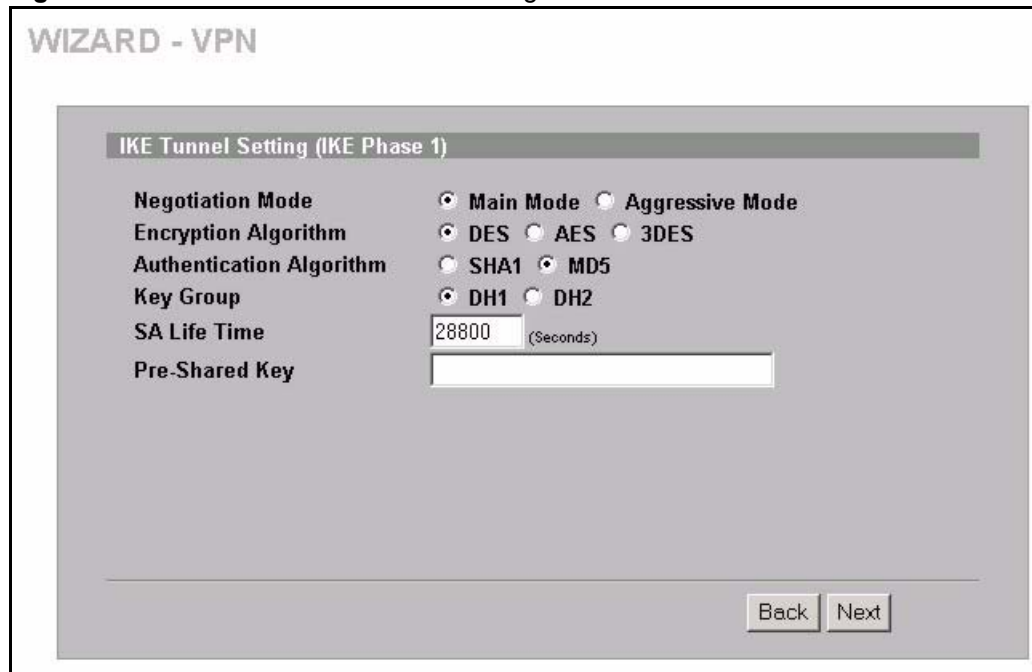 WIZARD - VPN
IKE Tunnel Setting (IKE Phase 1)
Negotiation Mode Main Mode Aggressive Mode
Encryption Algorithm DES AES 3DES
Authentication Algorithm SHA1 MD5
Key Group DH1 DH2
SA Life Time 28800 (Seconds)
Pre-Shared Key
Back Next